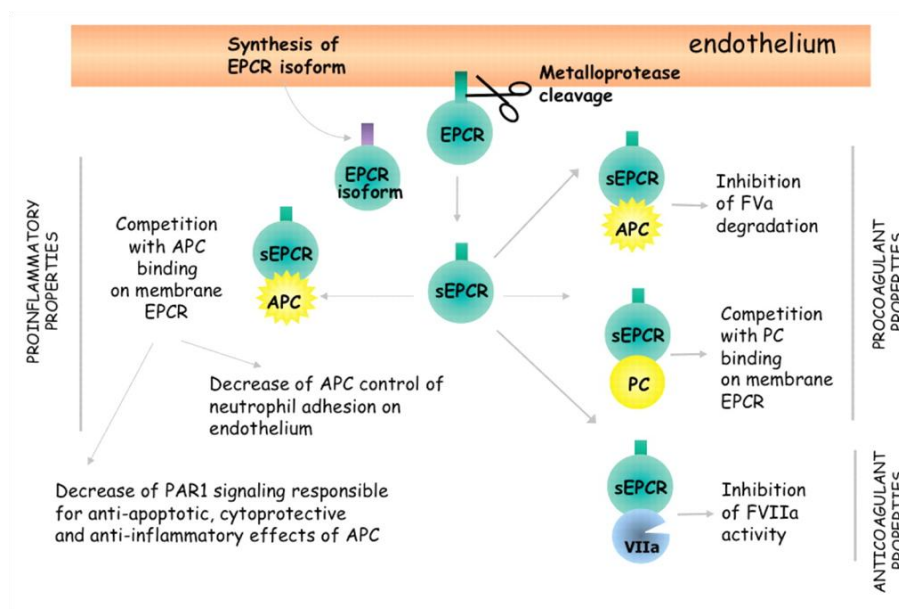 endothelium
Synthesis of
EPCR isoform
Metalloprotease
cleavage
EPCR
EPCR
isoform
PROINFLAMMATORY
PROPERTIES
Competition
with APC
binding
on membrane
EPCR
sEPCR
APC
sEPCR
sEPCR
APC
Inhibition
of FVa
degradation
sEPCR
PC
Competition
with PC
binding
on membrane
EPCR
PROCOAGULANT
PROPERTIES
Decrease of APC control of
neutrophil adhesion on
endothelium
Decrease of PAR1 signaling responsible
for anti-apoptotic, cytoprotective
and anti-inflammatory effects of APC
sEPCR
VIIa
Inhibition
of FVIIa
activity
ANTICOAGULANT
PROPERTIES